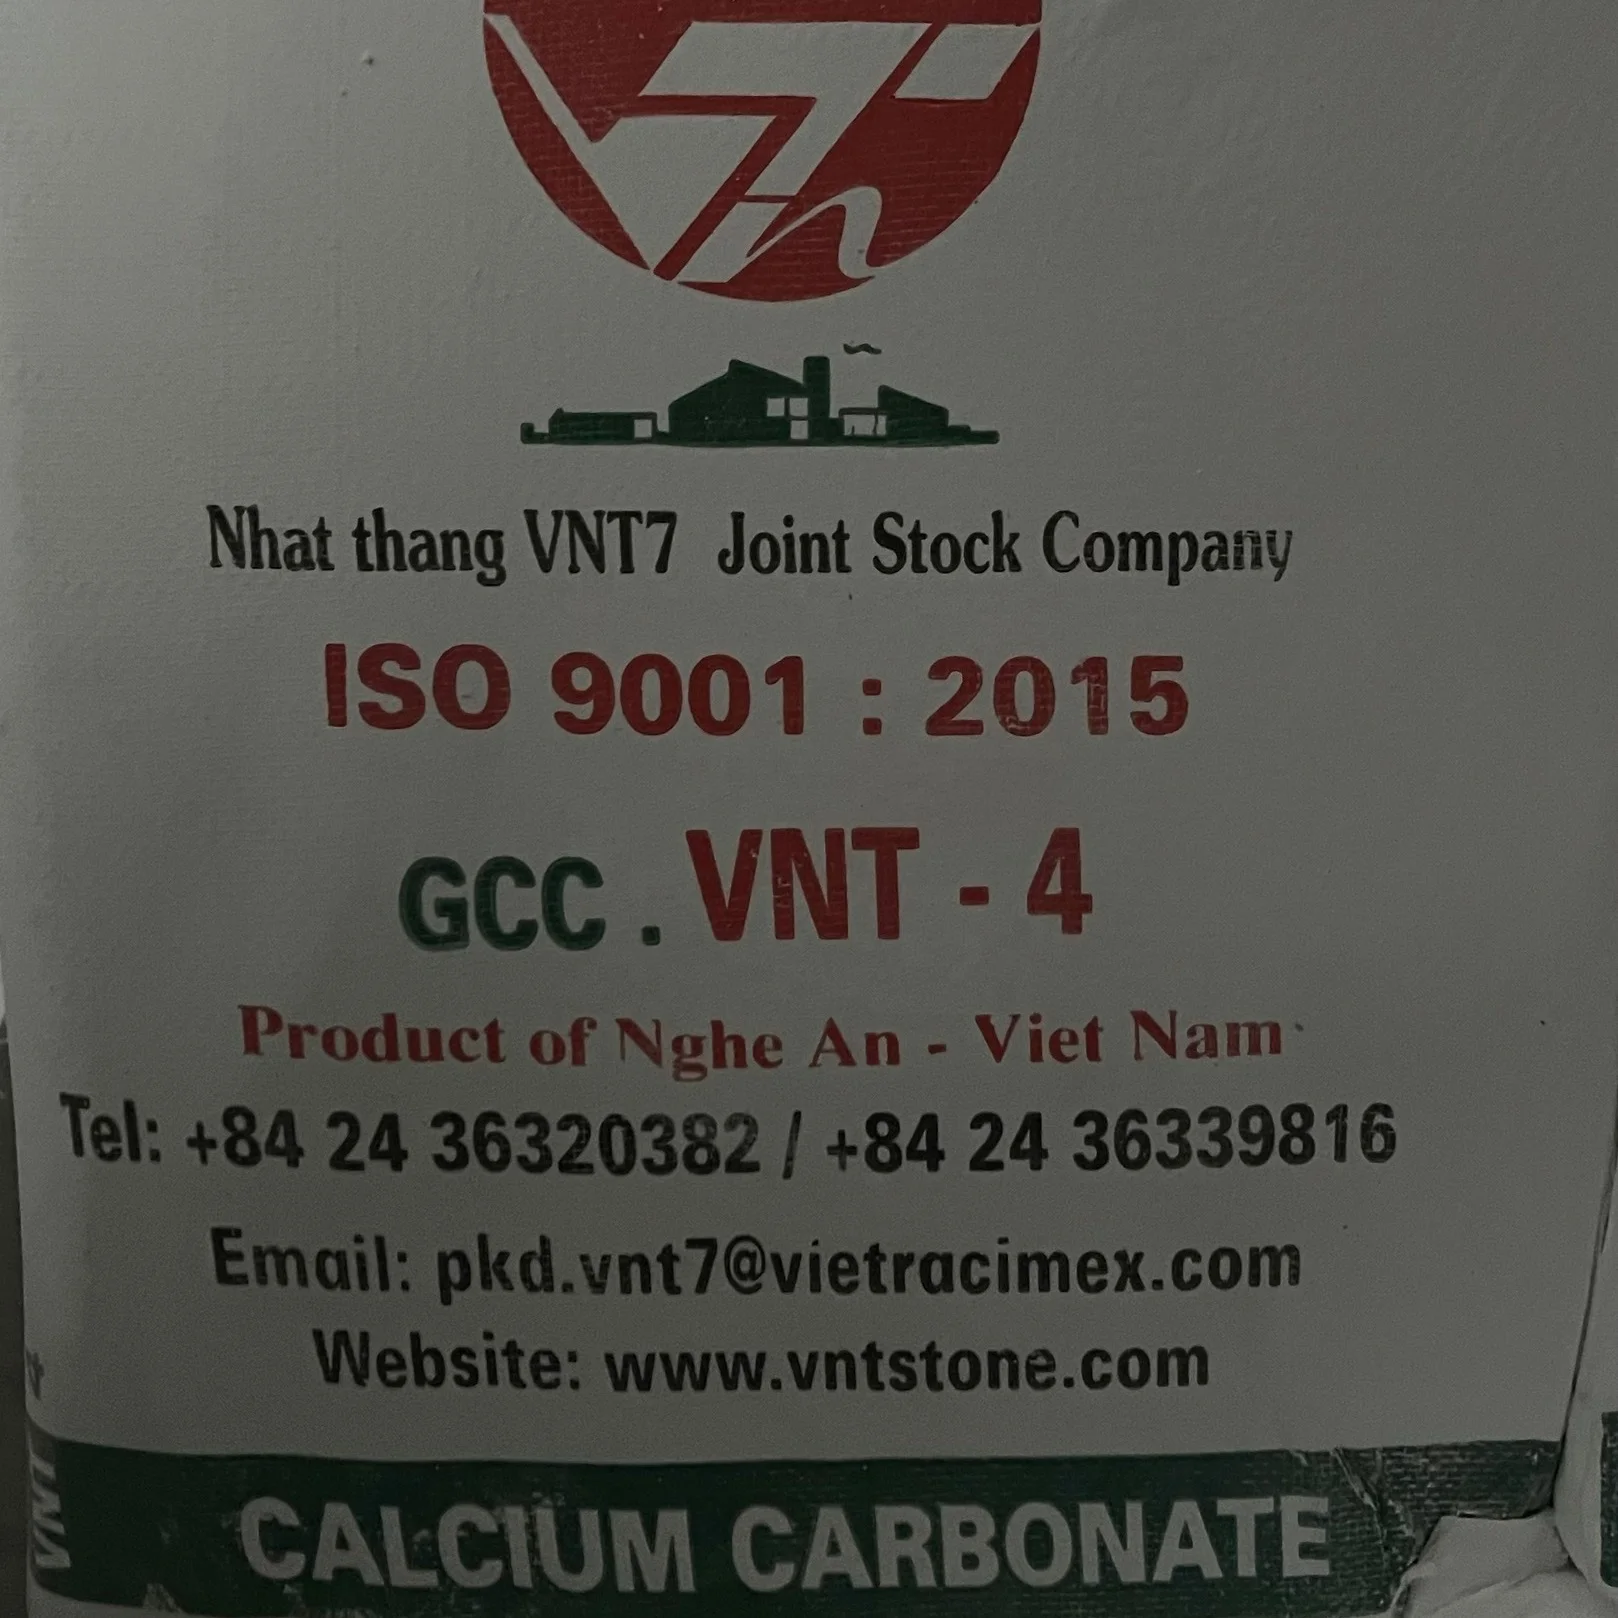 Nhat thang VNT7 Joint Stock Company
ISO 9001 : 2015
GCC . VNT - 4
Product of Nghe An - Viet Nam
Tel: +84 24 36320382 / +84 24 36339816
Email: pkd.vnt7@vietracimex.com
Website: www.vntstone.com
CALCIUM CARBONATE